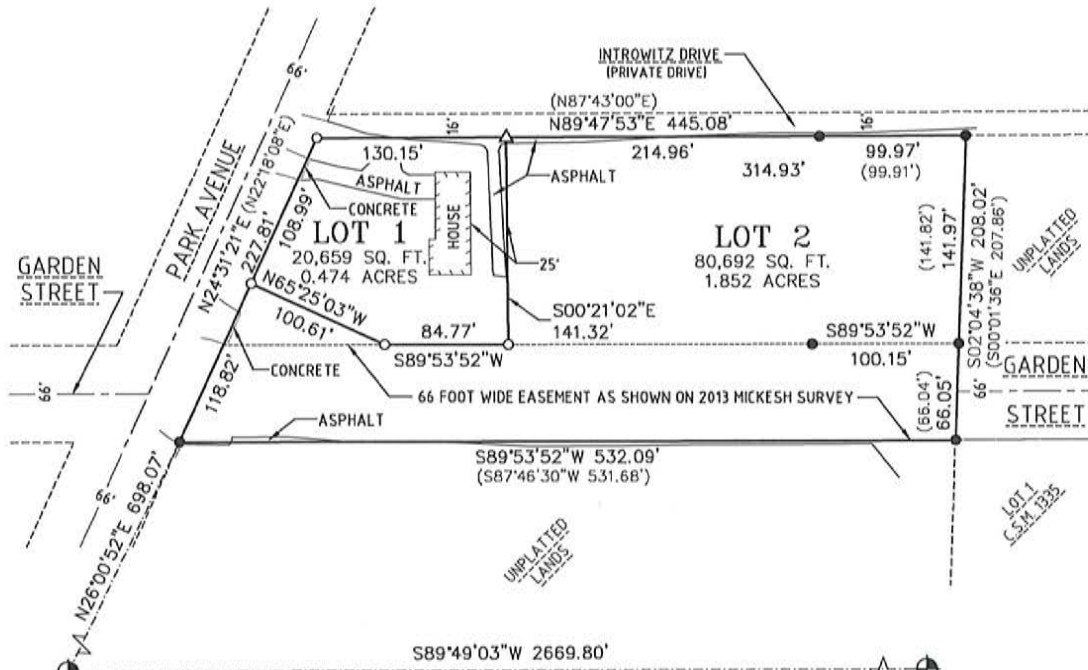 INTROWITZ DRIVE
(PRIVATE DRIVE)
66'
(N87°43'00"E)
N89°47'53"E 445.08'
16'
16'
130.15'
214.96'
314.93'
99.97'
(99.91')
PARK AVENUE
N24°31'21"E (N22°18'08"E)
227.81'
108.99'
ASPHALT
CONCRETE
ASPHALT
HOUSE
LOT 1
20,659 SQ. FT.
0.474 ACRES
25'
LOT 2
80,692 SQ. FT.
1.852 ACRES
(141.82')
141.97'
S02°04'38"W 208.02'
(S00°01'36"E 207.86')
UNPLATTED
LANDS
GARDEN
STREET
N65°25'03"W
100.61'
84.77'
S89°53'52"W
S00°21'02"E
141.32'
S89°53'52"W
100.15'
GARDEN
STREET
66'
66'
118.82'
CONCRETE
66 FOOT WIDE EASEMENT AS SHOWN ON 2013 MICKESH SURVEY
(66.04')
66.05'
ASPHALT
S89°53'52"W 532.09'
(S87°46'30"W 531.68')
66'
N26°00'52"E 698.07'
UNPLATTED
LANDS
LOT 1
C.S.M. 1335
S89°49'03"W 2669.80'